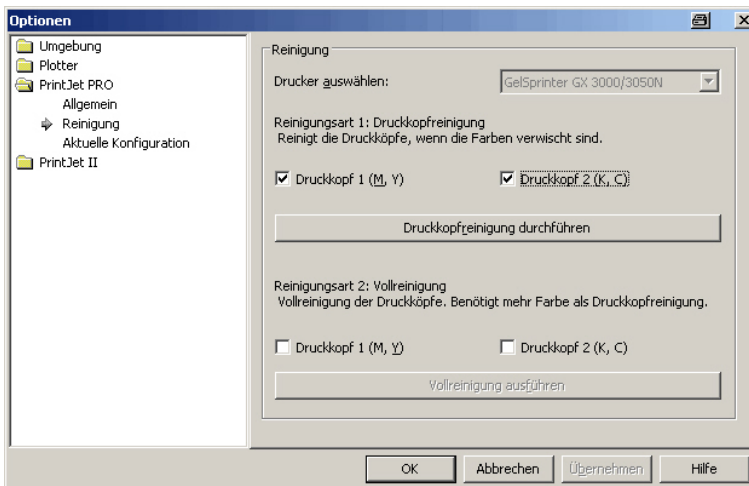 Optionen
Umgebung
Plotter
PrintJet PRO
Allgemein
Reinigung
Aktuelle Konfiguration
PrintJet II
Reinigung
Drucker auswählen:
GelSprinter GX 3000/3050N
Reinigungsart 1: Druckkopfreinigung
Reinigt die Druckköpfe, wenn die Farben verwischt sind.
Druckkopf 1 (M, Y)
Druckkopf 2 (K, C)
Druckkopfreinigung durchführen
Reinigungsart 2: Vollreinigung
Vollreinigung der Druckköpfe. Benötigt mehr Farbe als Druckkopfreinigung.
Druckkopf 1 (M, Y)
Druckkopf 2 (K, C)
Vollreinigung ausführen
OK
Abbrechen
Übernehmen
Hilfe